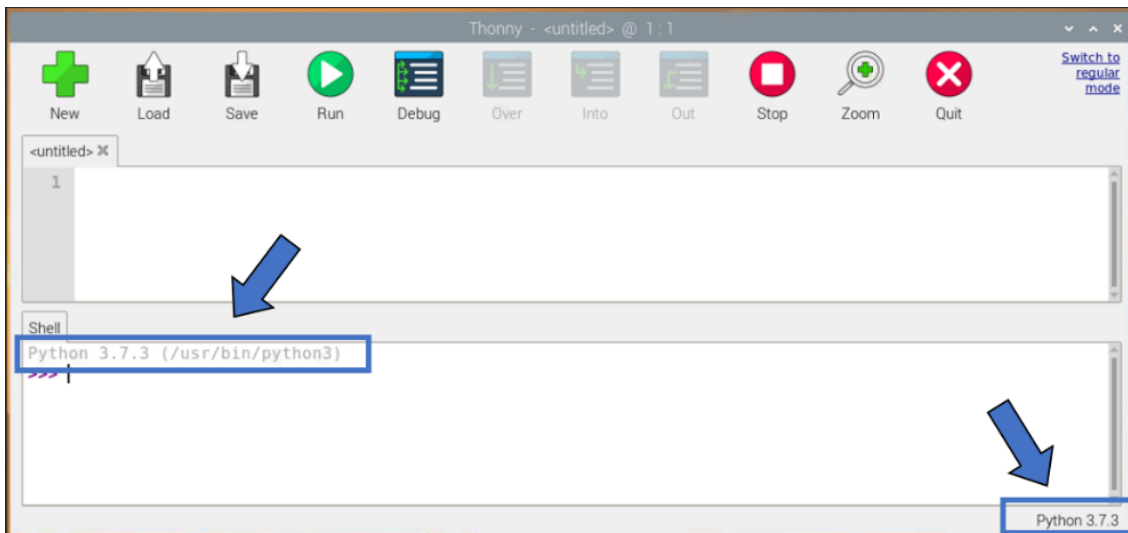 Thonny - <untitled> @ 1:1
New Load Save Run Debug Over Into Out Stop Zoom Quit
Switch to
regular
mode
<untitled>
1
Shell
Python 3.7.3 (/usr/bin/python3)
>>>
Python 3.7.3